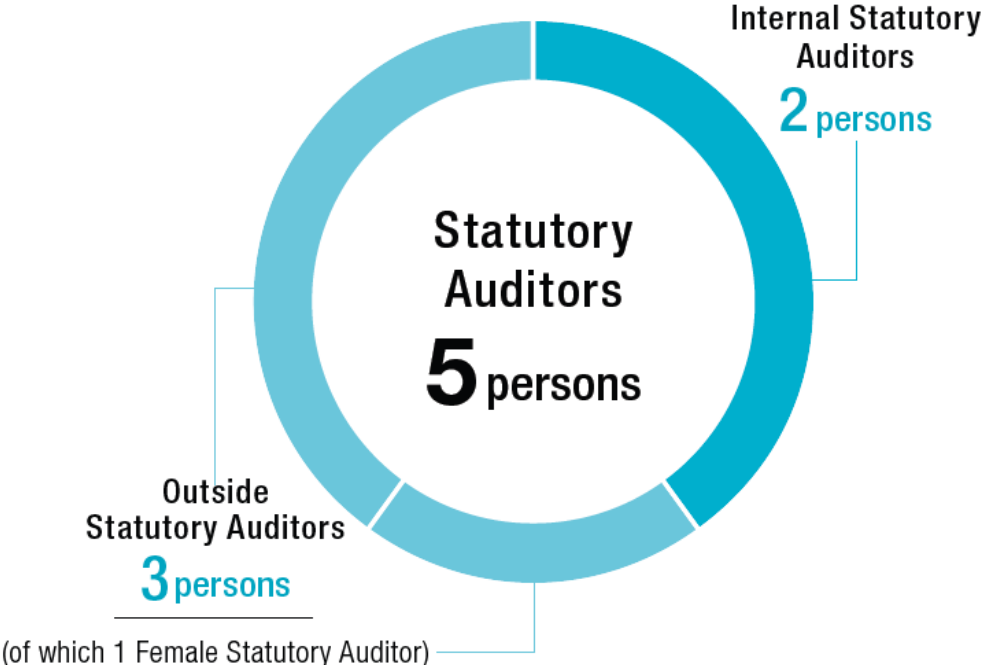 Internal Statutory
Auditors
2 persons
Statutory
Auditors
5 persons
Outside
Statutory Auditors
3 persons
(of which 1 Female Statutory Auditor)